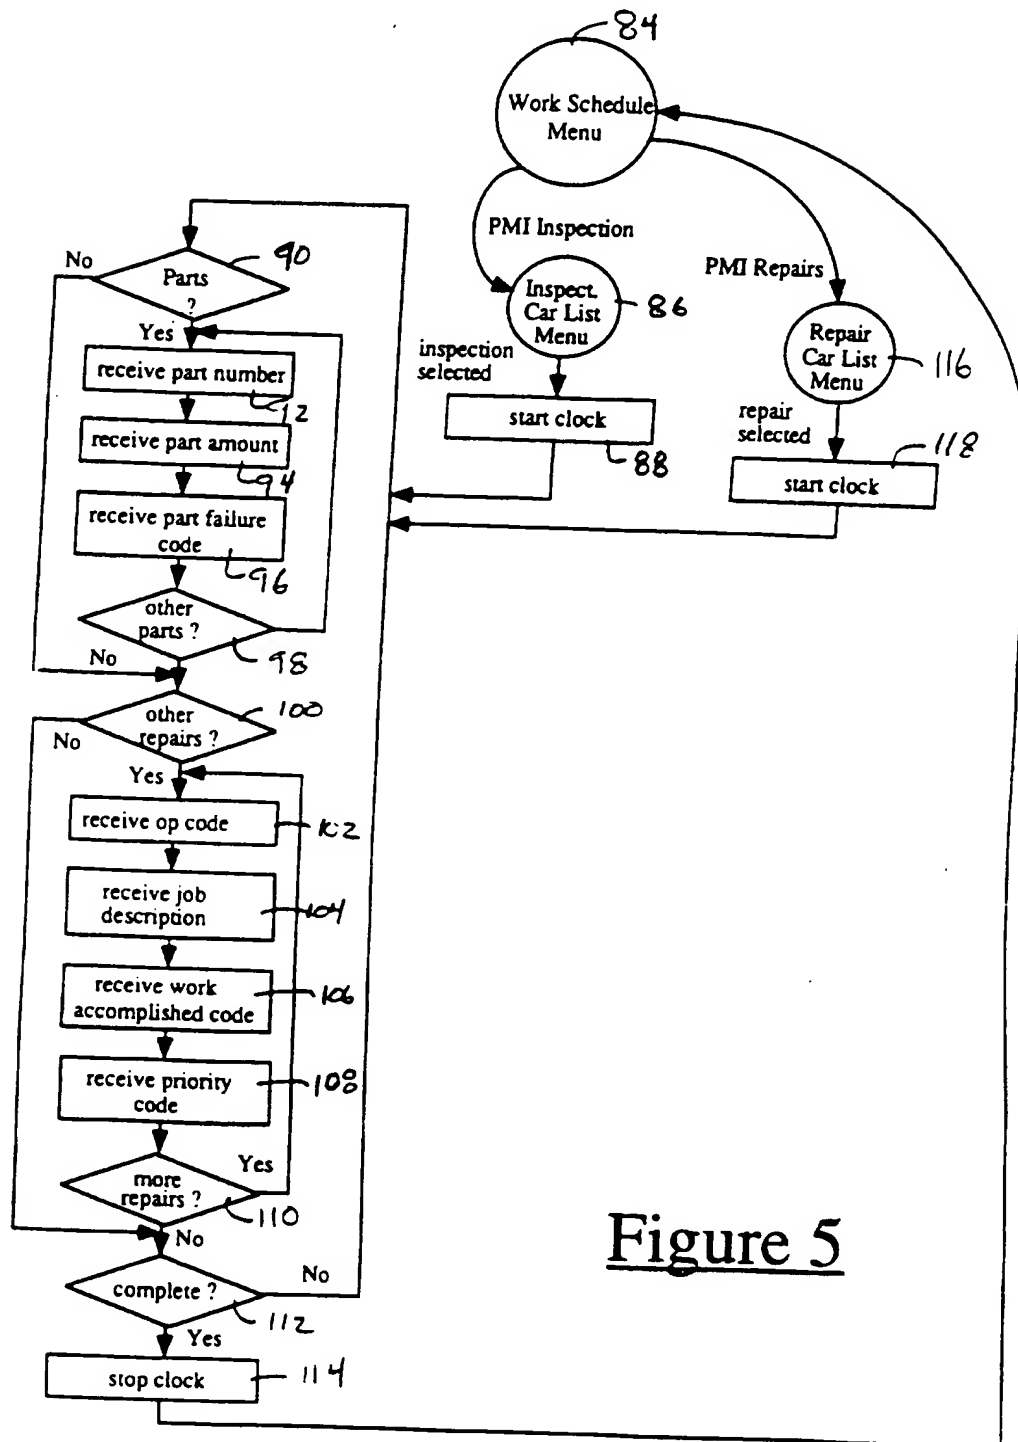 84
Work Schedule
Menu
PMI Inspection
PMI Repairs
No
90
Parts
?
Yes
Inspect.
Car List
Menu
86
Repair
Car List
Menu
116
inspection
selected
receive part number
12
start clock
88
repair
selected
118
start clock
receive part amount
94
receive part failure
code
96
other
parts ?
98
No
100
other
repairs ?
No
Yes
receive op code
102
receive job
description
104
receive work
accomplished code
106
receive priority
code
108
Yes
more
repairs ?
110
No
Figure 5
complete ?
No
112
Yes
stop clock
114